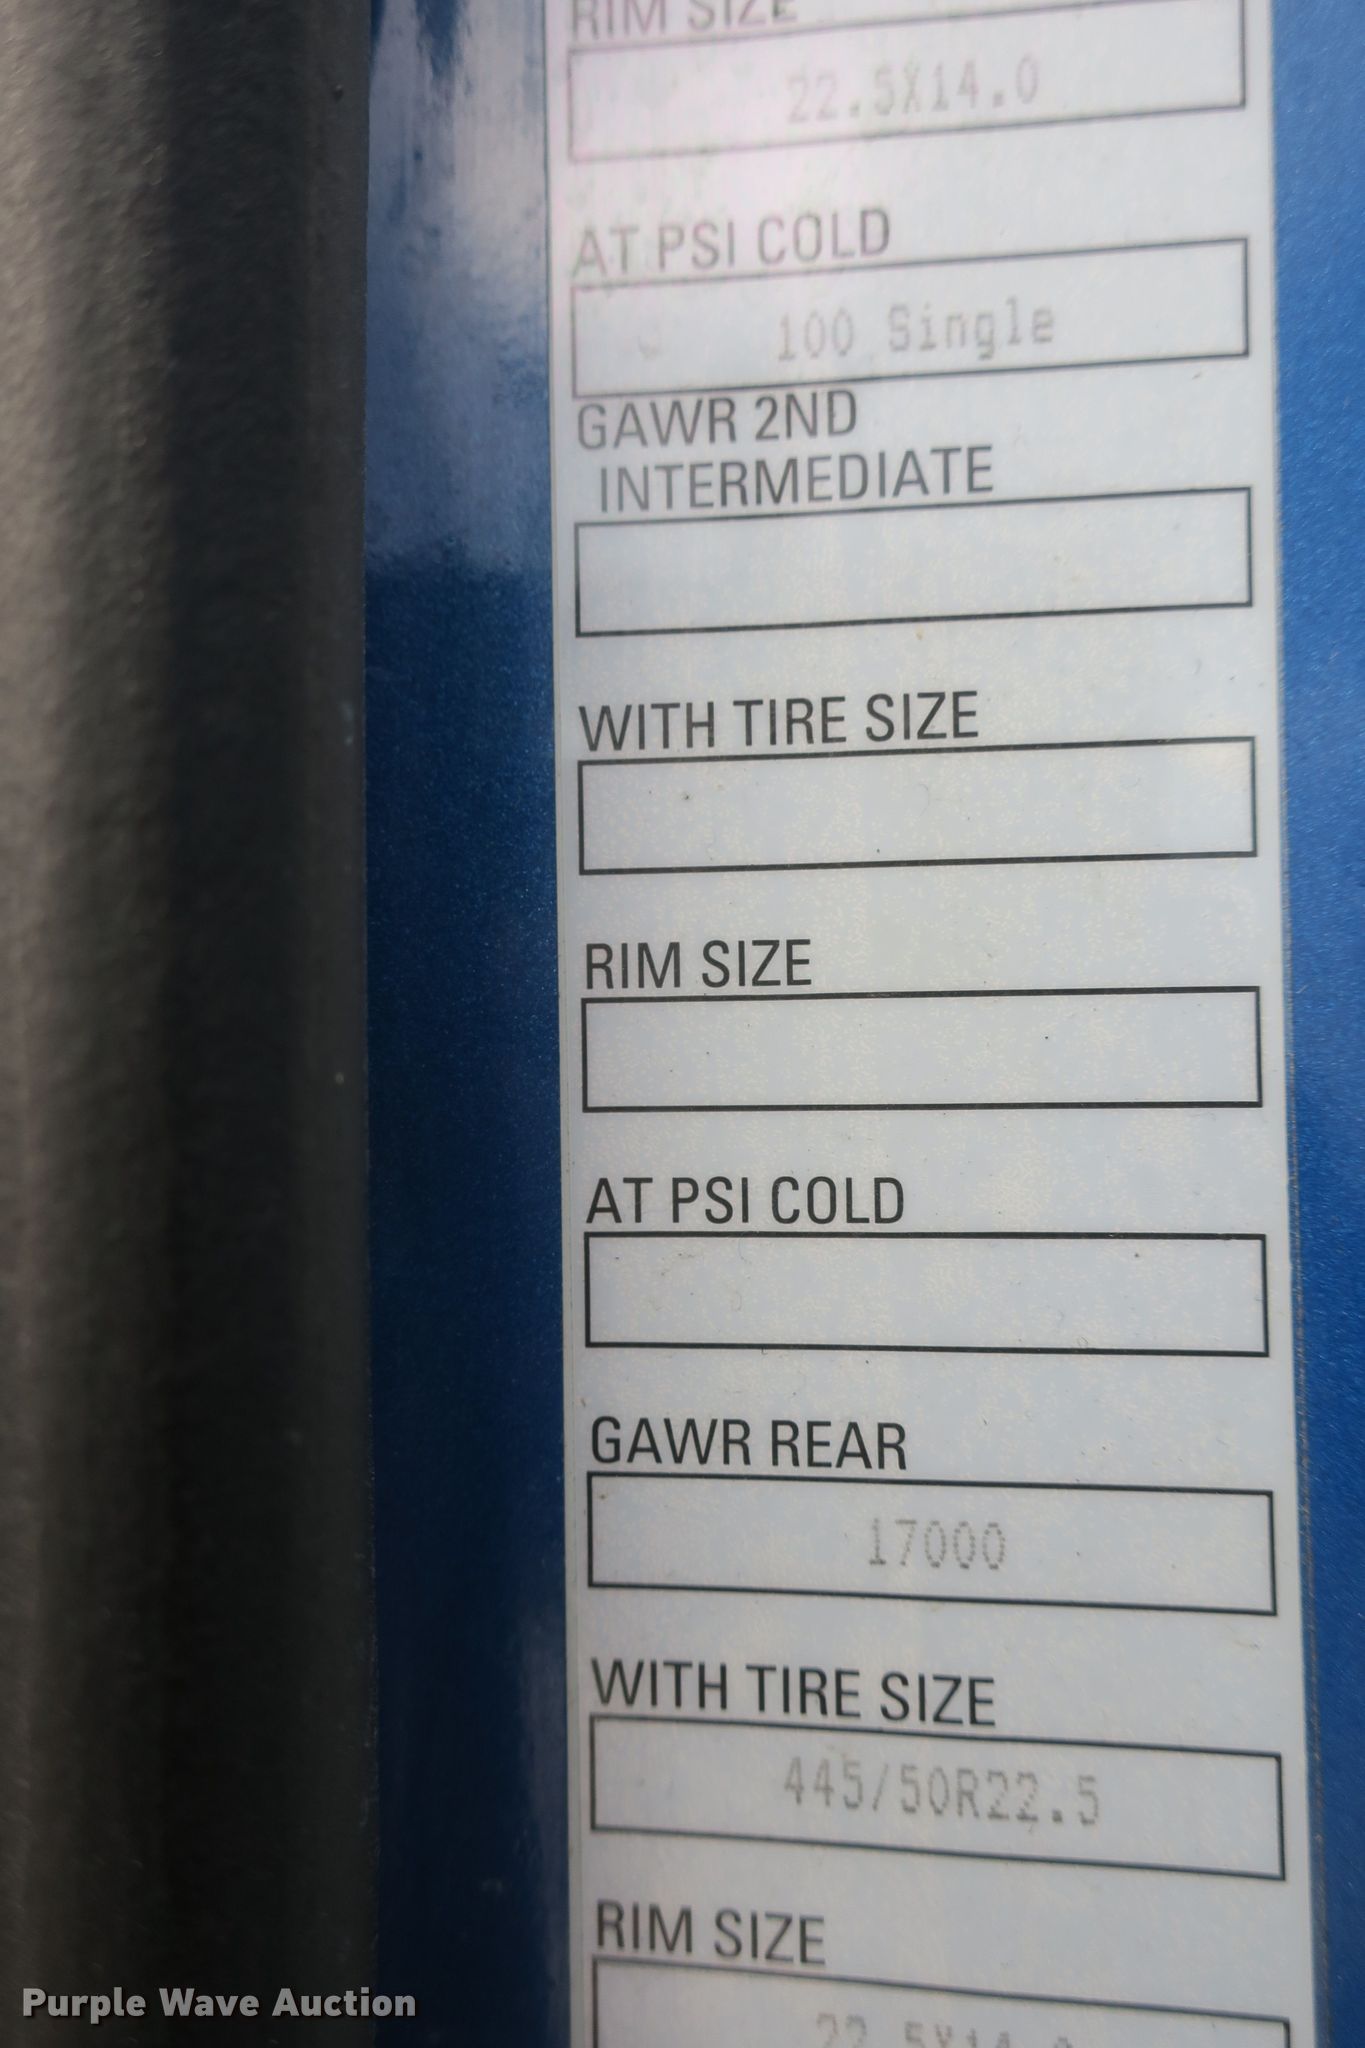 RIM SIZE
22.5X14.0
AT PSI COLD
100 Single
GAWR 2ND
INTERMEDIATE
WITH TIRE SIZE
RIM SIZE
AT PSI COLD
GAWR REAR
17000
WITH TIRE SIZE
445/50R22.5
RIM SIZE
Purple Wave Auction